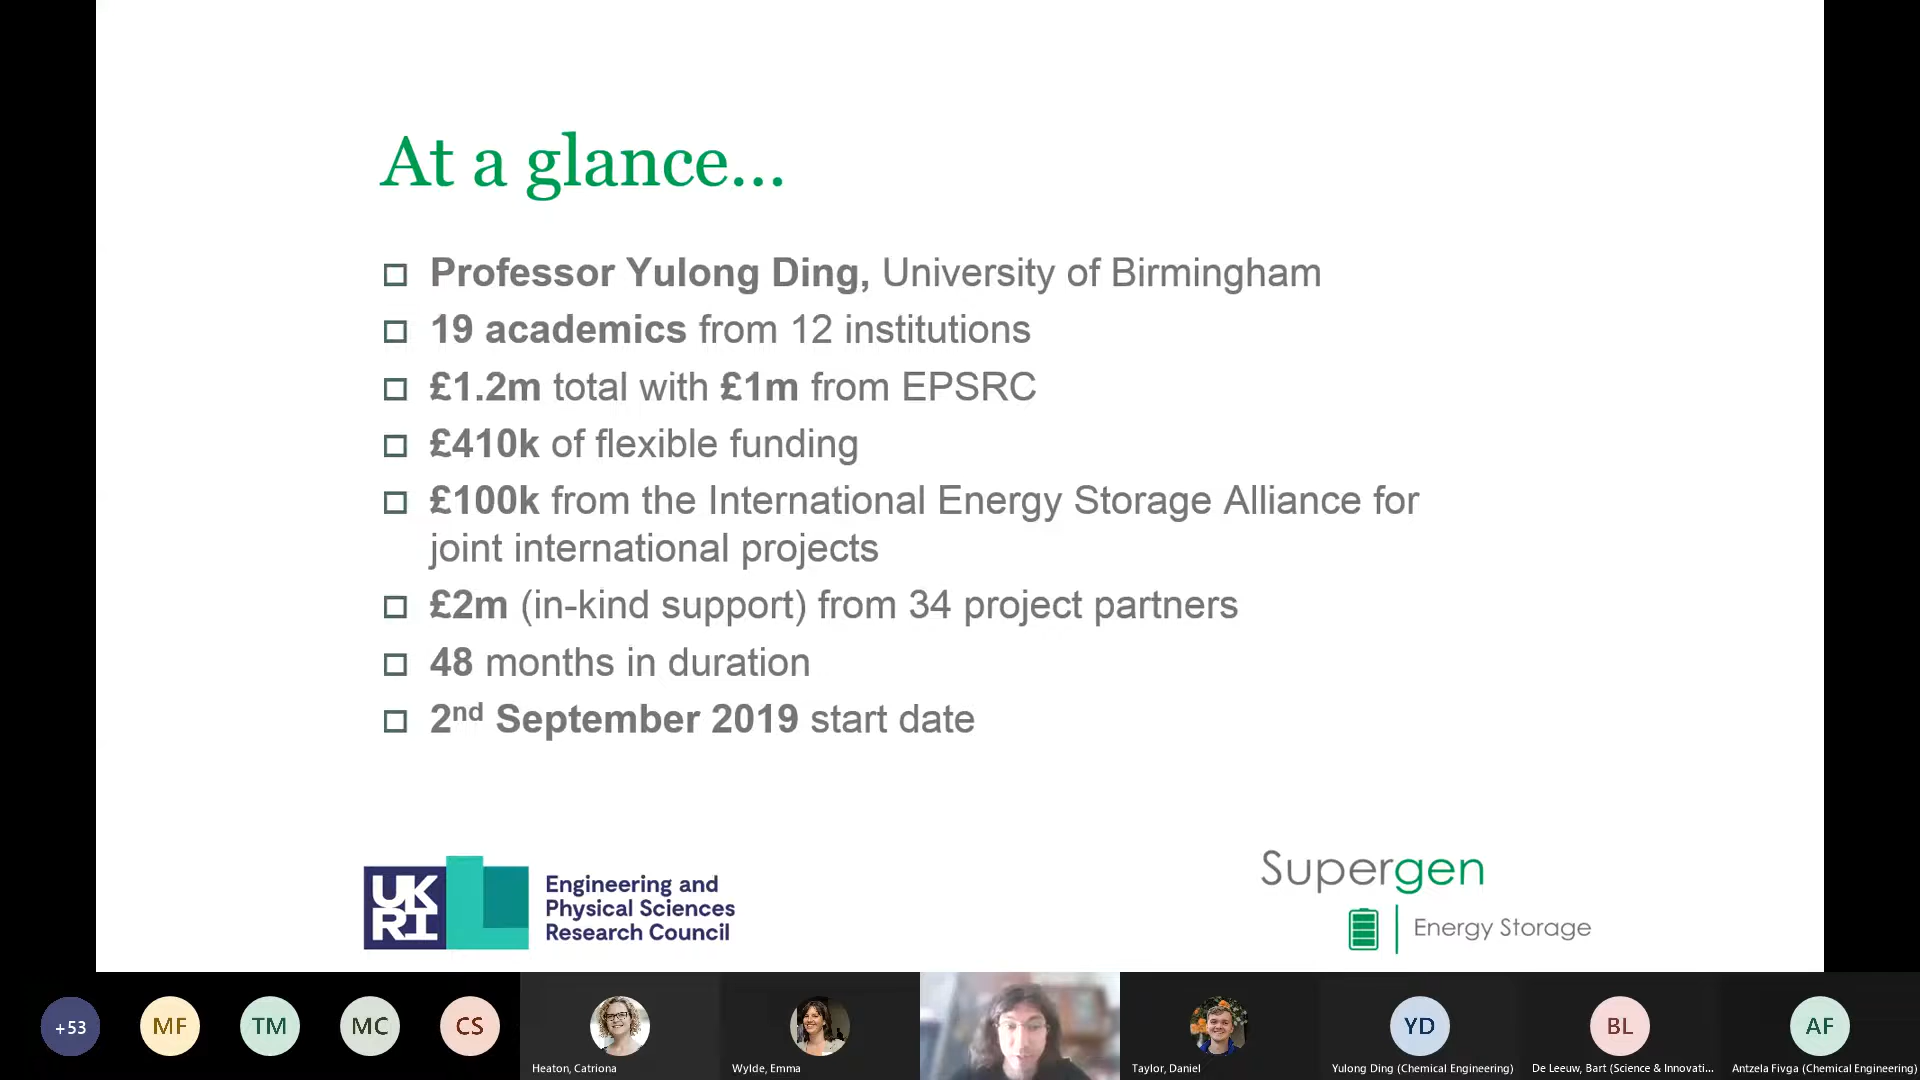 At a glance...
Professor Yulong Ding, University of Birmingham
19 academics from 12 institutions
£1.2m total with £1m from EPSRC
£410k of flexible funding
£100k from the International Energy Storage Alliance for
joint international projects
£2m (in-kind support) from 34 project partners
48 months in duration
2nd September 2019 start date
UK
RI
Engineering and
Physical Sciences
Research Council
Supergen
Energy Storage
+53
MF
TM
MC
CS
Heaton, Catriona
Wylde, Emma
Taylor, Daniel
YD
Yulong Ding (Chemical Engineering)
BL
De Leeuw, Bart (Science & Innovati...
AF
Antzela Fivga (Chemical Engineering)